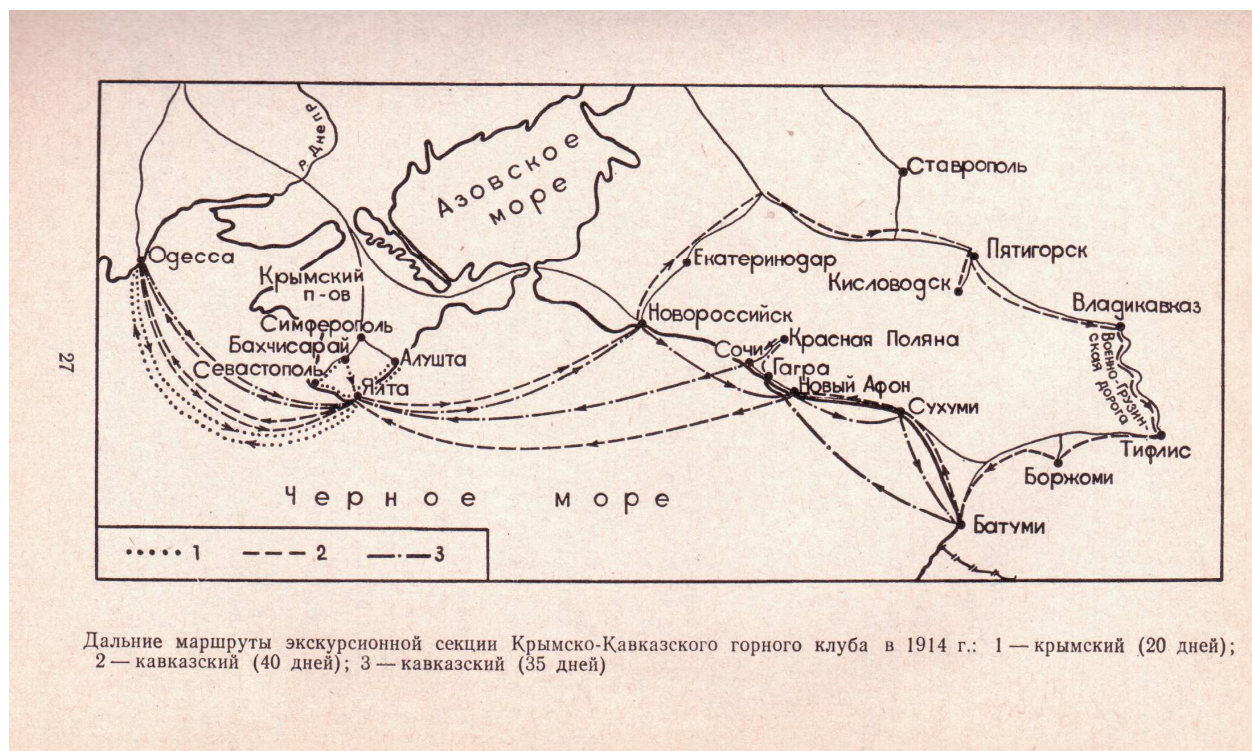 р. Днепр
Азовское
море
Ставрополь
Одесса
Екатеринодар
Пятигорск
Крымский
п-ов
Кисловодск
Владикавказ
Симферополь
Новороссийск
Бахчисарай
Алушта
Сочи
Красная Поляна
Военно-Грузин-
ская дорога
Севастополь
Гагра
Ялта
Новый Афон
Сухуми
Тифлис
Боржоми
Черное море
Батуми
1 2 3
27
Дальние маршруты экскурсионной секции Крымско-Кавказского горного клуба в 1914 г.: 1 — крымский (20 дней);
2 — кавказский (40 дней); 3 — кавказский (35 дней)